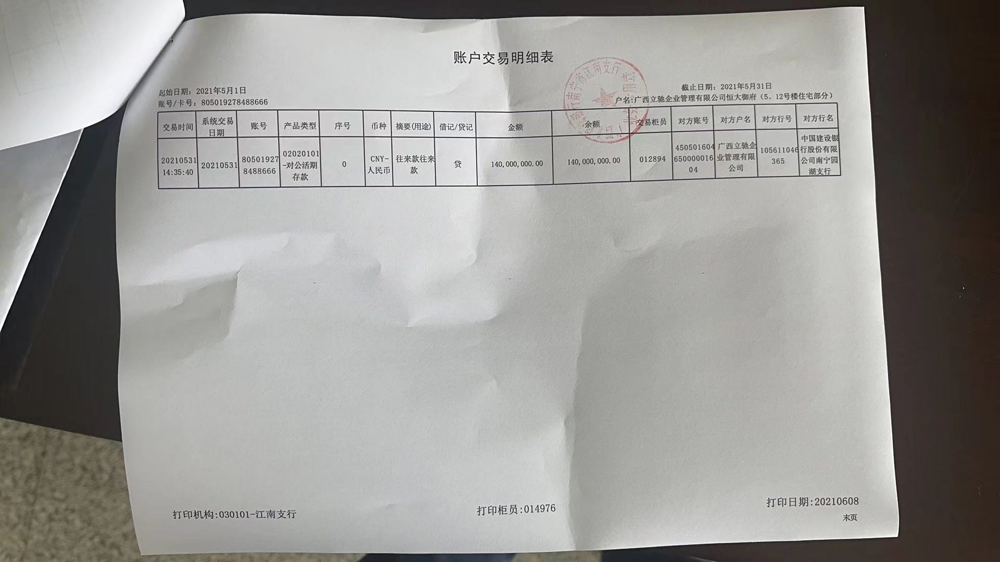 账户交易明细表
起始日期：2021年5月1日
截止日期：2021年5月31日
账号/卡号：805019278488666
户名：广西立驰企业管理有限公司恒大御府（5、12号楼住宅部分）
南宁市江南支行
交易时间
系统交易
日期
账号
产品类型
序号
币种
摘要(用途)
借记/贷记
金额
余额
交易柜员
对方账号
对方户名
对方行号
对方行名
20210531
14:35:40
20210531
80501927
8488666
02020101
-对公活期
存款
0
CNY-
人民币
往来款往来
款
贷
140,000,000.00
140,000,000.00
012894
450501604
650000016
04
广西立驰企
业管理有限
公司
105611046
365
中国建设银
行股份有限
公司南宁园
湖支行
打印机构:030101-江南支行
打印柜员:014976
打印日期:20210608
末页